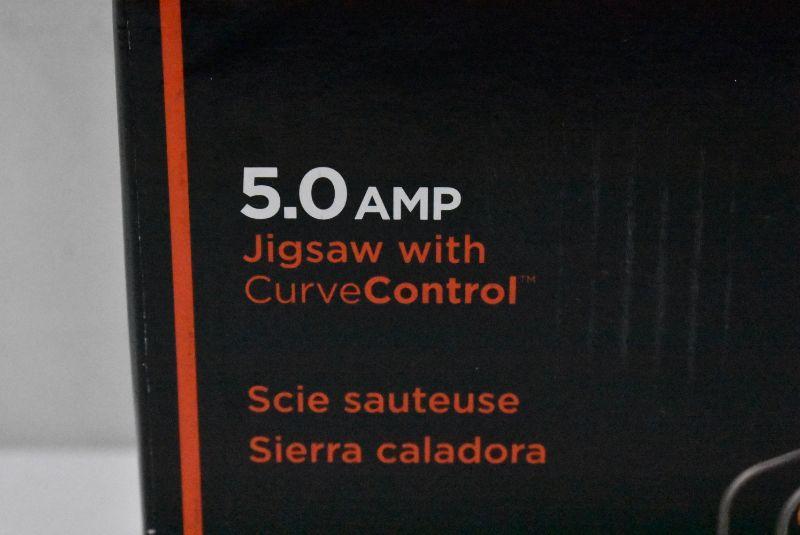 5.0 AMP
Jigsaw with
CurveControl™
Scie sauteuse
Sierra caladora